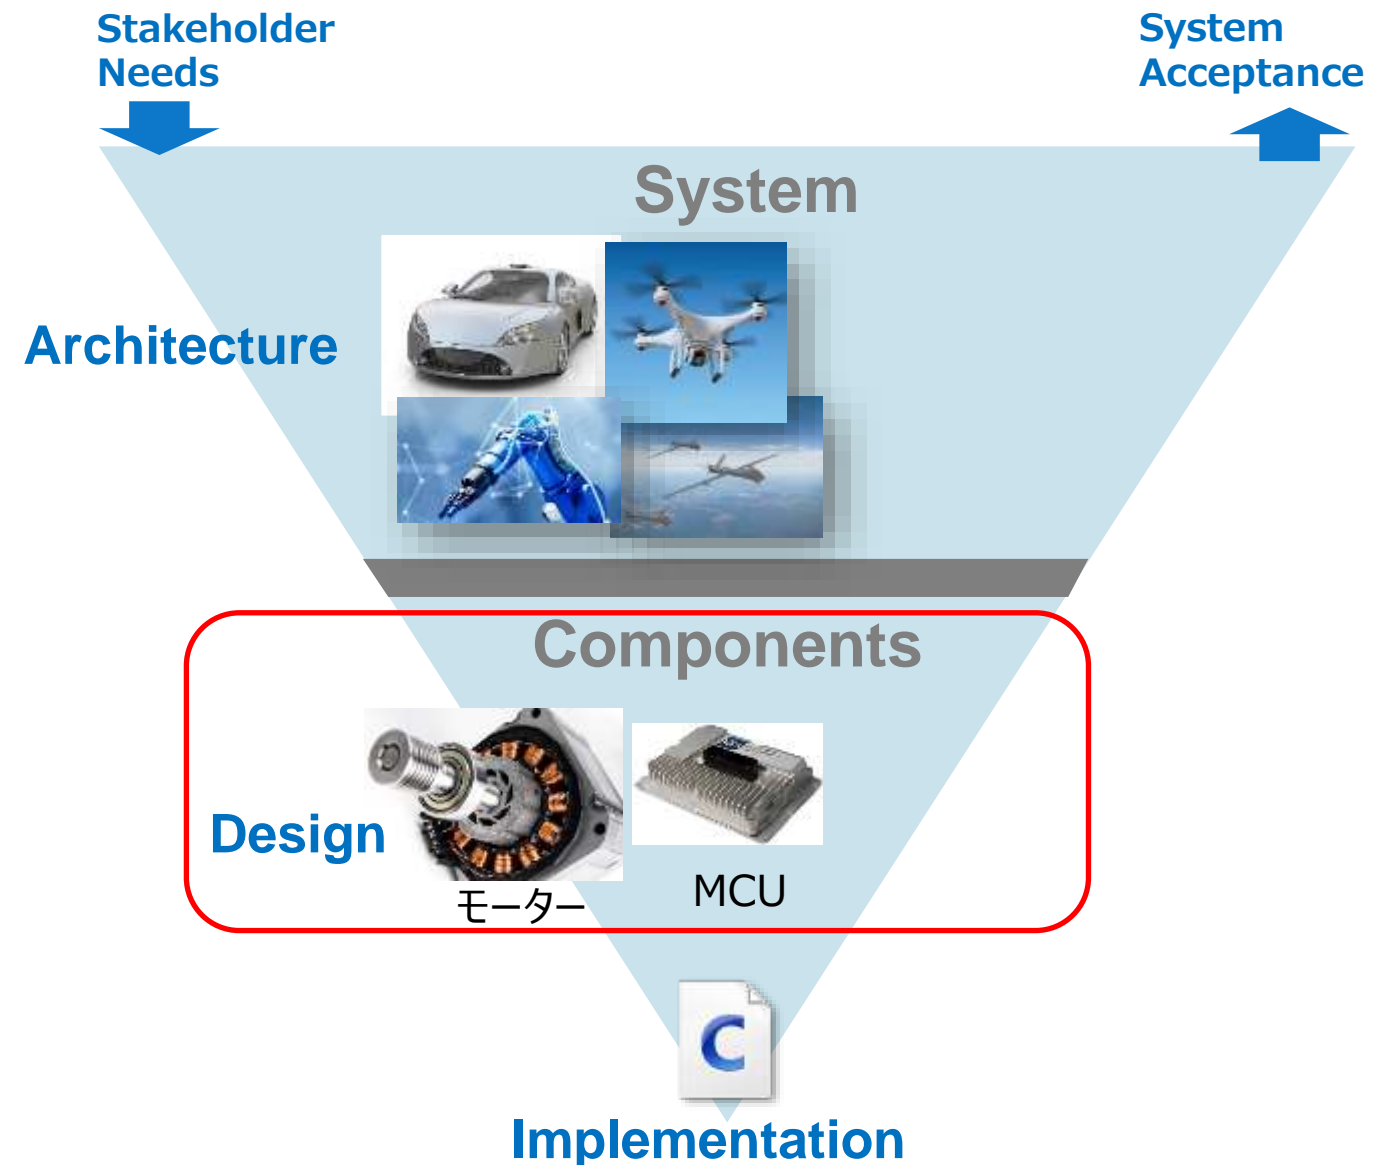 Stakeholder
Needs
System
Acceptance
System
Architecture
Components
Design
モーター
MCU
C
Implementation